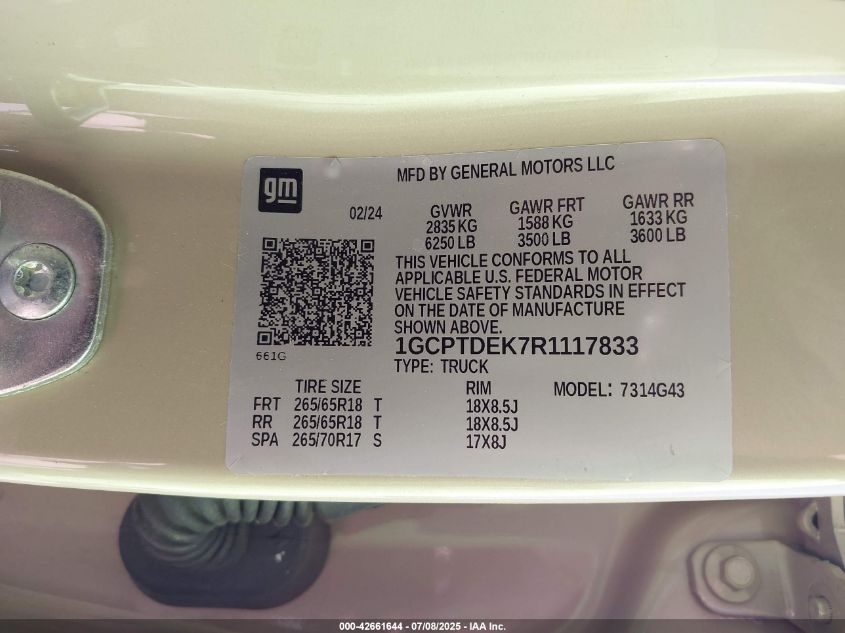 gm
MFD BY GENERAL MOTORS LLC
02/24
GVWR GAWR FRT GAWR RR
2835 KG 1588 KG 1633 KG
6250 LB 3500 LB 3600 LB
THIS VEHICLE CONFORMS TO ALL
APPLICABLE U.S. FEDERAL MOTOR
VEHICLE SAFETY STANDARDS IN EFFECT
ON THE DATE OF MANUFACTURE
SHOWN ABOVE.
661G
1GCPTDEK7R1117833
TYPE: TRUCK
TIRE SIZE RIM MODEL: 7314G43
FRT 265/65R18 T 18X8.5J
RR 265/65R18 T 18X8.5J
SPA 265/70R17 S 17X8J
000-42661644 / 07/08/2025 - IAA Inc.